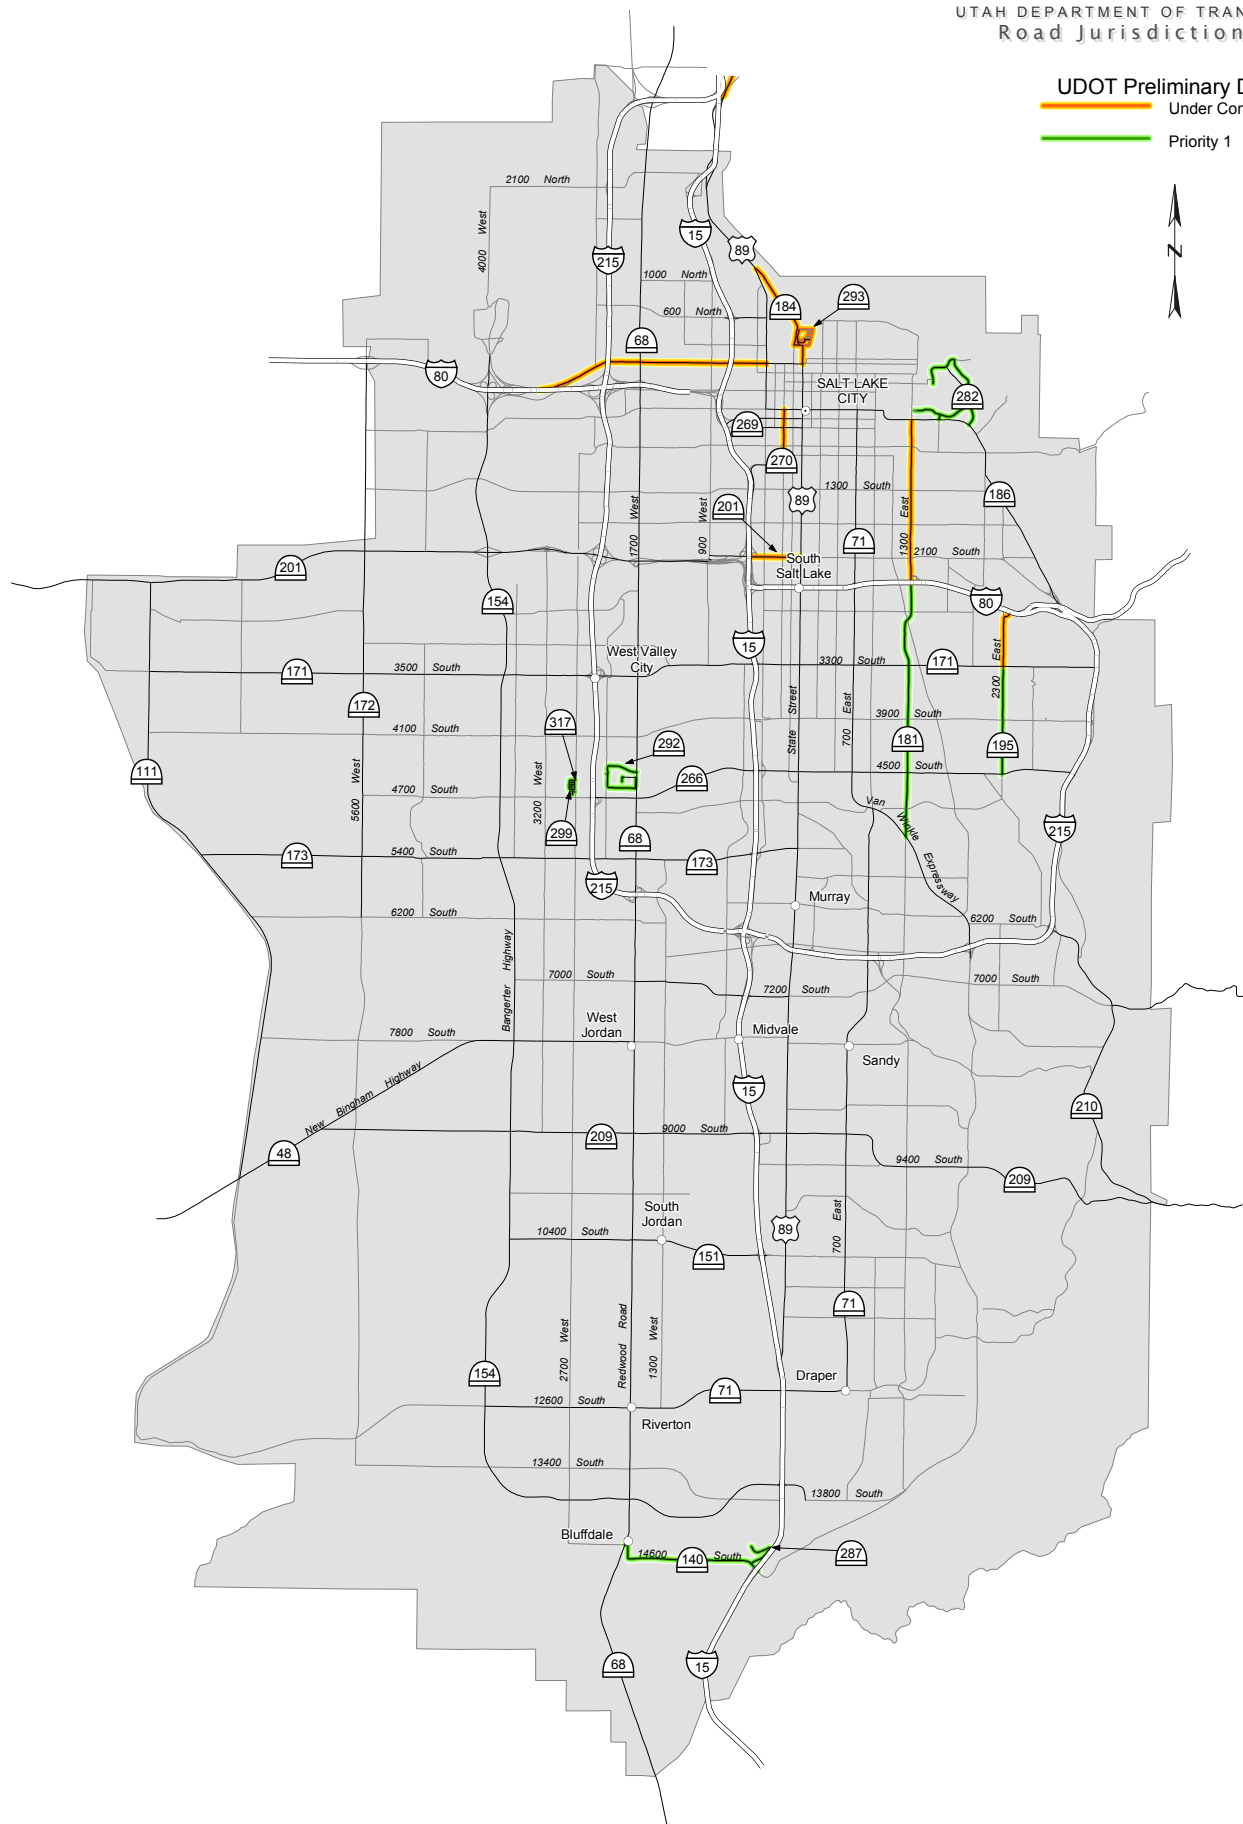 UTAH DEPARTMENT OF TRAN
Road Jurisdiction
UDOT Preliminary D
Under Con
Priority 1
N
2100 North
4000 West
15
89
215
1000 North
293
184
600 North
68
80
SALT LAKE
CITY
282
269
270
1300 South
186
89
201
1700 West
900 West
1300 East
71
2100 South
South
Salt Lake
201
154
80
15
West Valley
City
3300 South
171
3500 South
171
2300 East
172
State Street
700 East
3900 South
317
4100 South
292
181
195
111
5600 West
3200 West
266
4500 South
4700 South
Van Winkle Expressway
299
68
215
173
5400 South
173
215
Murray
6200 South
6200 South
Bangerter Highway
7000 South
7200 South
7000 South
West
Jordan
Midvale
7800 South
Sandy
New Bingham Highway
15
210
209
9000 South
48
9400 South
209
South
Jordan
89
700 East
10400 South
151
71
2700 West
Redwood Road
1300 West
154
Draper
71
12600 South
Riverton
13400 South
13800 South
Bluffdale
14600 South
140
287
68
15